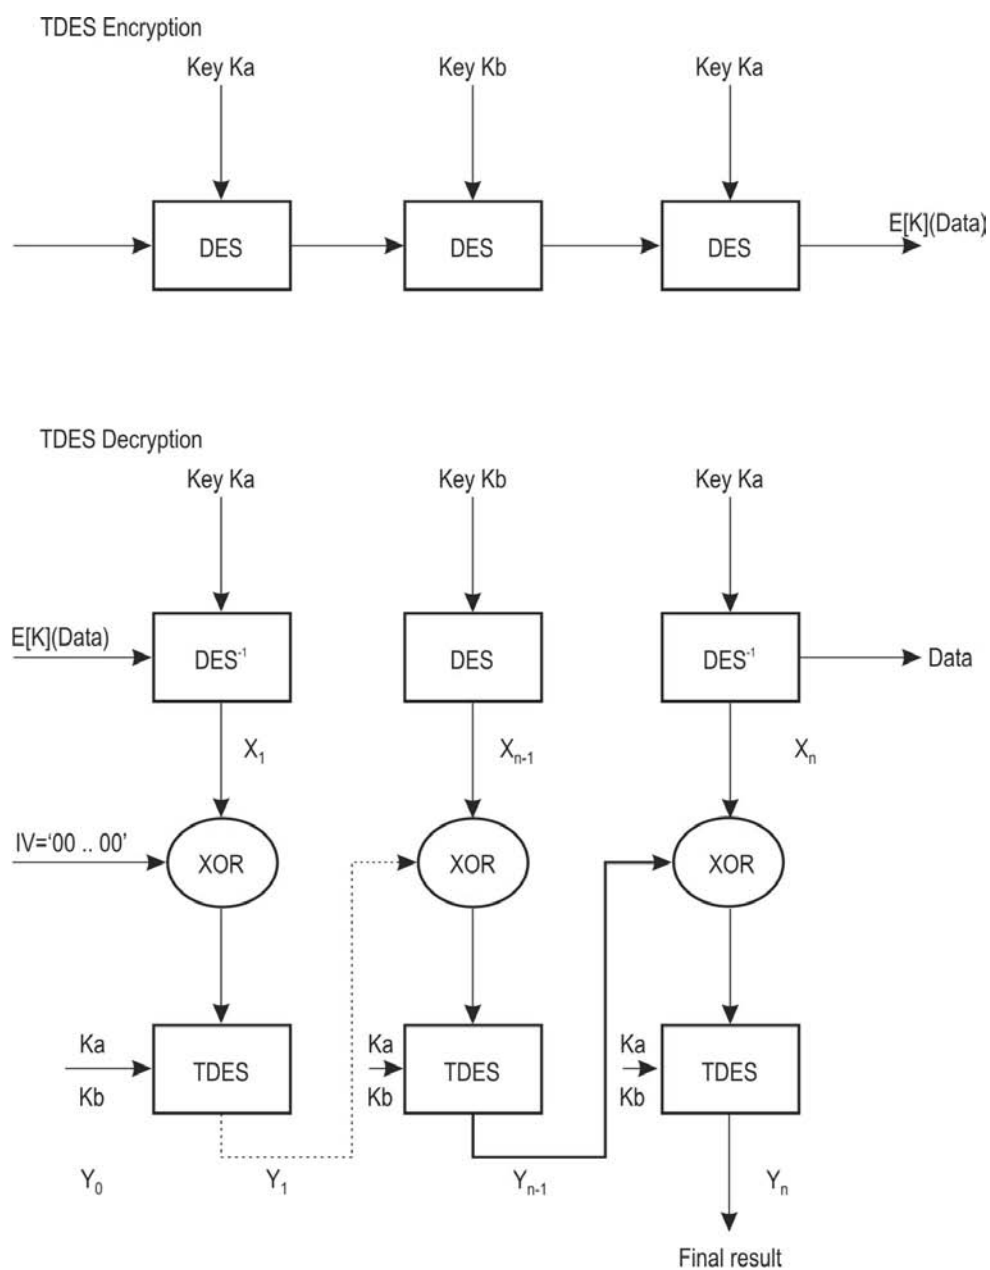 TDES Encryption
Key Ka Key Kb Key Ka
DES DES DES E[K](Data)
TDES Decryption
Key Ka Key Kb Key Ka
E[K](Data) DES⁻¹ DES DES⁻¹ Data
X₁ Xₙ₋₁ Xₙ
IV=‘00 .. 00’ XOR XOR XOR
Ka Ka Ka
TDES TDES TDES
Kb Kb Kb
Y₀ Y₁ Yₙ₋₁ Yₙ
Final result